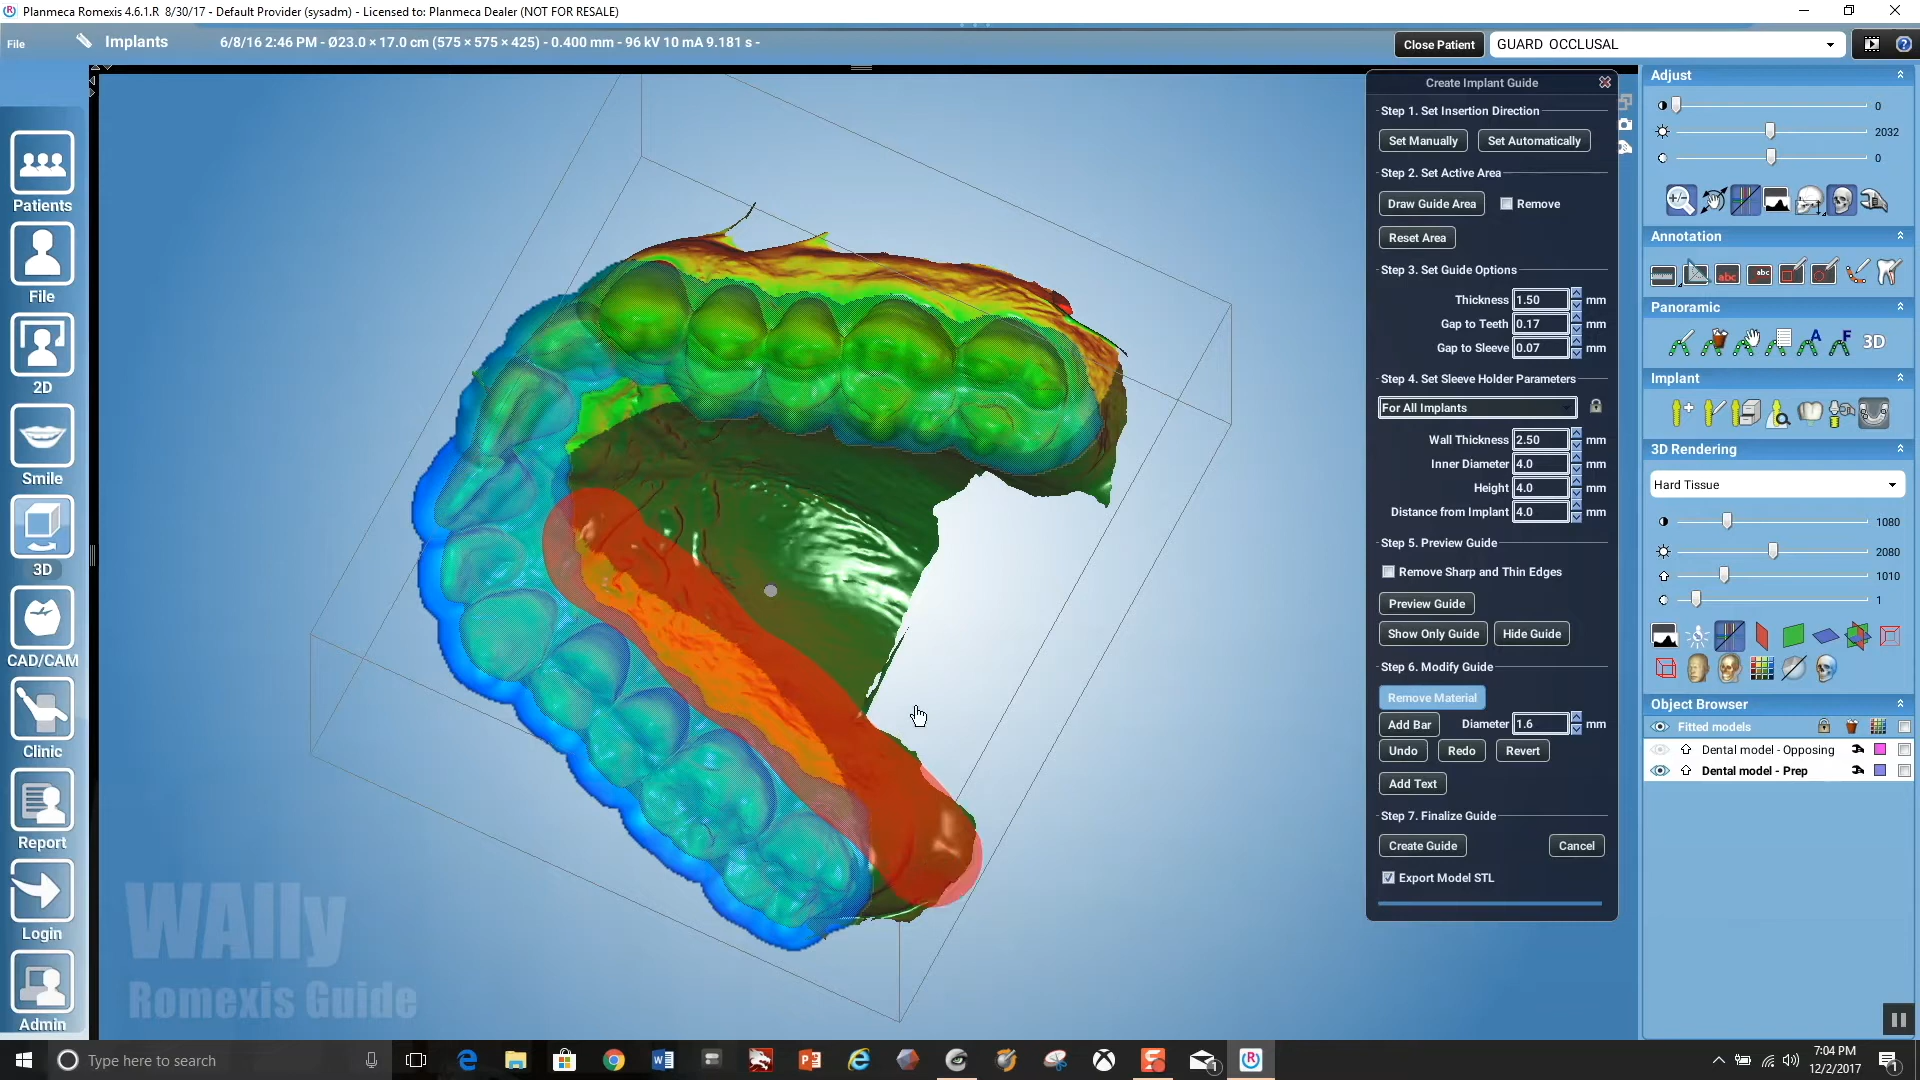 Planmeca Romexis 4.6.1.R 8/30/17 - Default Provider (sysadm) - Licensed to: Planmeca Dealer (NOT FOR RESALE)
File
Implants
6/8/16 2:46 PM - Ø23.0 × 17.0 cm (575 × 575 × 425) - 0.400 mm - 96 kV 10 mA 9.181 s -
Close Patient
GUARD OCCLUSAL
Patients
File
2D
Smile
3D
CAD/CAM
Clinic
Report
Login
Admin
WAlly
Romexis Guide
Create Implant Guide
Step 1. Set Insertion Direction
Set Manually
Set Automatically
Step 2. Set Active Area
Draw Guide Area
Remove
Reset Area
Step 3. Set Guide Options
Thickness 1.50 mm
Gap to Teeth 0.17 mm
Gap to Sleeve 0.07 mm
Step 4. Set Sleeve Holder Parameters
For All Implants
Wall Thickness 2.50 mm
Inner Diameter 4.0 mm
Height 4.0 mm
Distance from Implant 4.0 mm
Step 5. Preview Guide
Remove Sharp and Thin Edges
Preview Guide
Show Only Guide
Hide Guide
Step 6. Modify Guide
Remove Material
Add Bar
Diameter 1.6 mm
Undo
Redo
Revert
Add Text
Step 7. Finalize Guide
Create Guide
Cancel
Export Model STL
Adjust
0
2032
0
Annotation
abc
abc
Panoramic
A
F
3D
Implant
3D Rendering
Hard Tissue
1080
2080
1010
1
Object Browser
Fitted models
Dental model - Opposing
Dental model - Prep
Type here to search
7:04 PM
12/2/2017